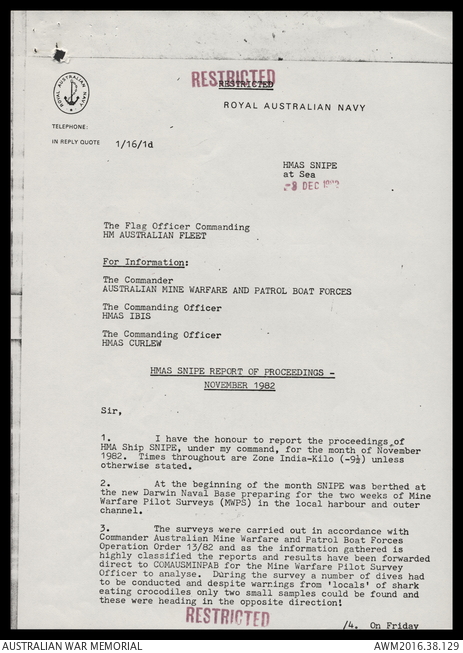 RESTRICTED
RESTRICTED
ROYAL AUSTRALIAN NAVY
ROYAL AUSTRALIAN NAVY
TELEPHONE:
IN REPLY QUOTE 1/16/1d
HMAS SNIPE
at Sea
-8 DEC 1982
The Flag Officer Commanding
HM AUSTRALIAN FLEET
For Information:
The Commander
AUSTRALIAN MINE WARFARE AND PATROL BOAT FORCES
The Commanding Officer
HMAS IBIS
The Commanding Officer
HMAS CURLEW
HMAS SNIPE REPORT OF PROCEEDINGS -
NOVEMBER 1982
Sir,
1. I have the honour to report the proceedings of
HMA Ship SNIPE, under my command, for the month of November
1982. Times throughout are Zone India-Kilo (-9½) unless
otherwise stated.
2. At the beginning of the month SNIPE was berthed at
the new Darwin Naval Base preparing for the two weeks of Mine
Warfare Pilot Surveys (MWPS) in the local harbour and outer
channel.
3. The surveys were carried out in accordance with
Commander Australian Mine Warfare and Patrol Boat Forces
Operation Order 13/82 and as the information gathered is
highly classified the reports and results have been forwarded
direct to COMAUSMINPAB for the Mine Warfare Pilot Survey
Officer to analyse. During the survey a number of dives had
to be conducted and despite warnings from 'locals' of shark
eating crocodiles only two small samples could be found and
these were heading in the opposite direction!
RESTRICTED
/4. On Friday
AUSTRALIAN WAR MEMORIAL
AWM2016.38.129